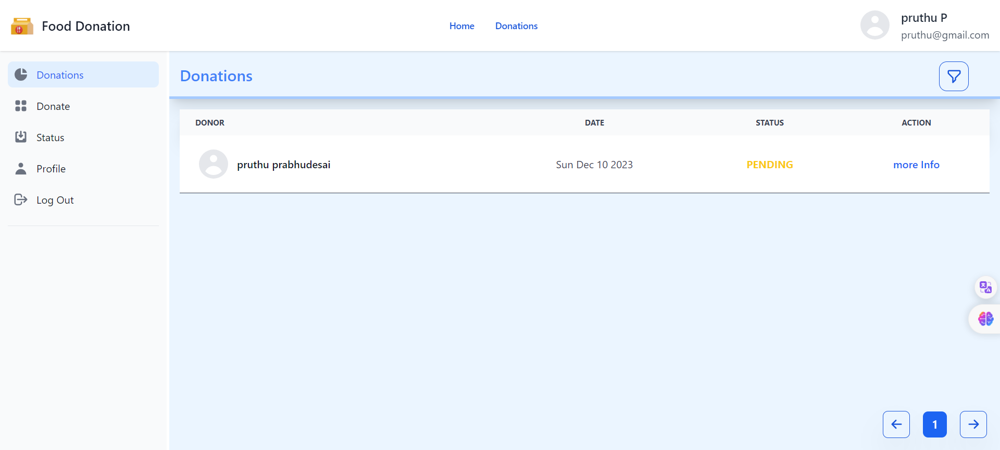 Food Donation
Home
Donations
pruthu P
pruthu@gmail.com
Donations
Donate
Status
Profile
Log Out
Donations
DONOR DATE STATUS ACTION
pruthu prabhudesai Sun Dec 10 2023 PENDING more Info
1